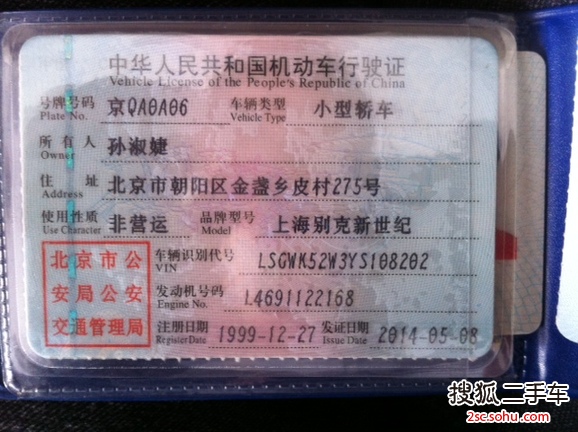 中华人民共和国机动车行驶证
Vehicle License of the People's Republic of China
号牌号码 京QA0A06 车辆类型 小型轿车
Plate No. Vehicle Type
所有人 孙淑婕
Owner
住址 北京市朝阳区金盏乡皮村275号
Address
使用性质 非营运 品牌型号 上海别克新世纪
Use Character Model
北京市公安局公安交通管理局
车辆识别代号 LSGWK52W3YS108202
VIN
发动机号码 L4691122168
Engine No.
注册日期 1999-12-27 发证日期 2014-05-08
Register Date Issue Date
搜狐二手车
2sc.sohu.com